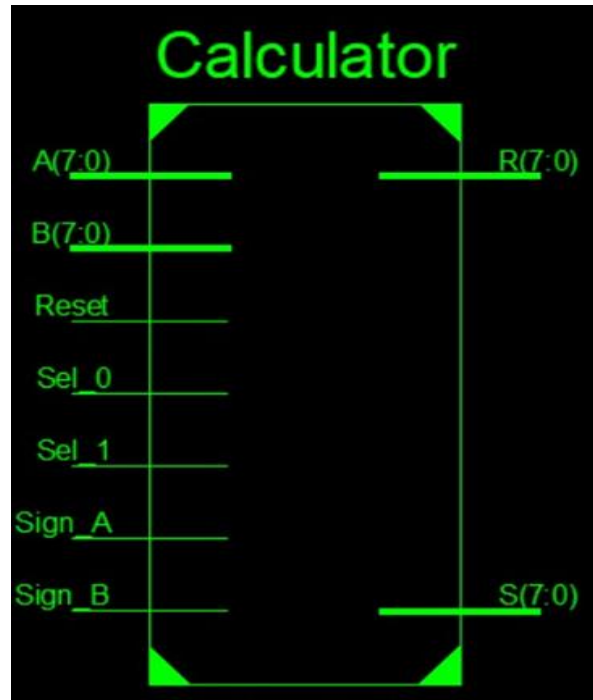 Calculator
A(7:0)
R(7:0)
B(7:0)
Reset
Sel_0
Sel_1
Sign_A
Sign_B
S(7:0)